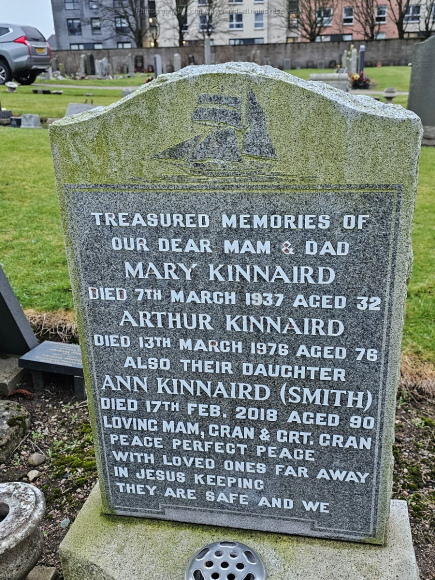 TREASURED MEMORIES OF
OUR DEAR MAM & DAD
MARY KINNAIRD
DIED 7TH MARCH 1937 AGED 32
ARTHUR KINNAIRD
DIED 13TH MARCH 1976 AGED 76
ALSO THEIR DAUGHTER
ANN KINNAIRD (SMITH)
DIED 17TH FEB, 2018 AGED 90
LOVING MAM, GRAN & GRT. GRAN
PEACE PERFECT PEACE
WITH LOVED ONES FAR AWAY
IN JESUS KEEPING
THEY ARE SAFE AND WE